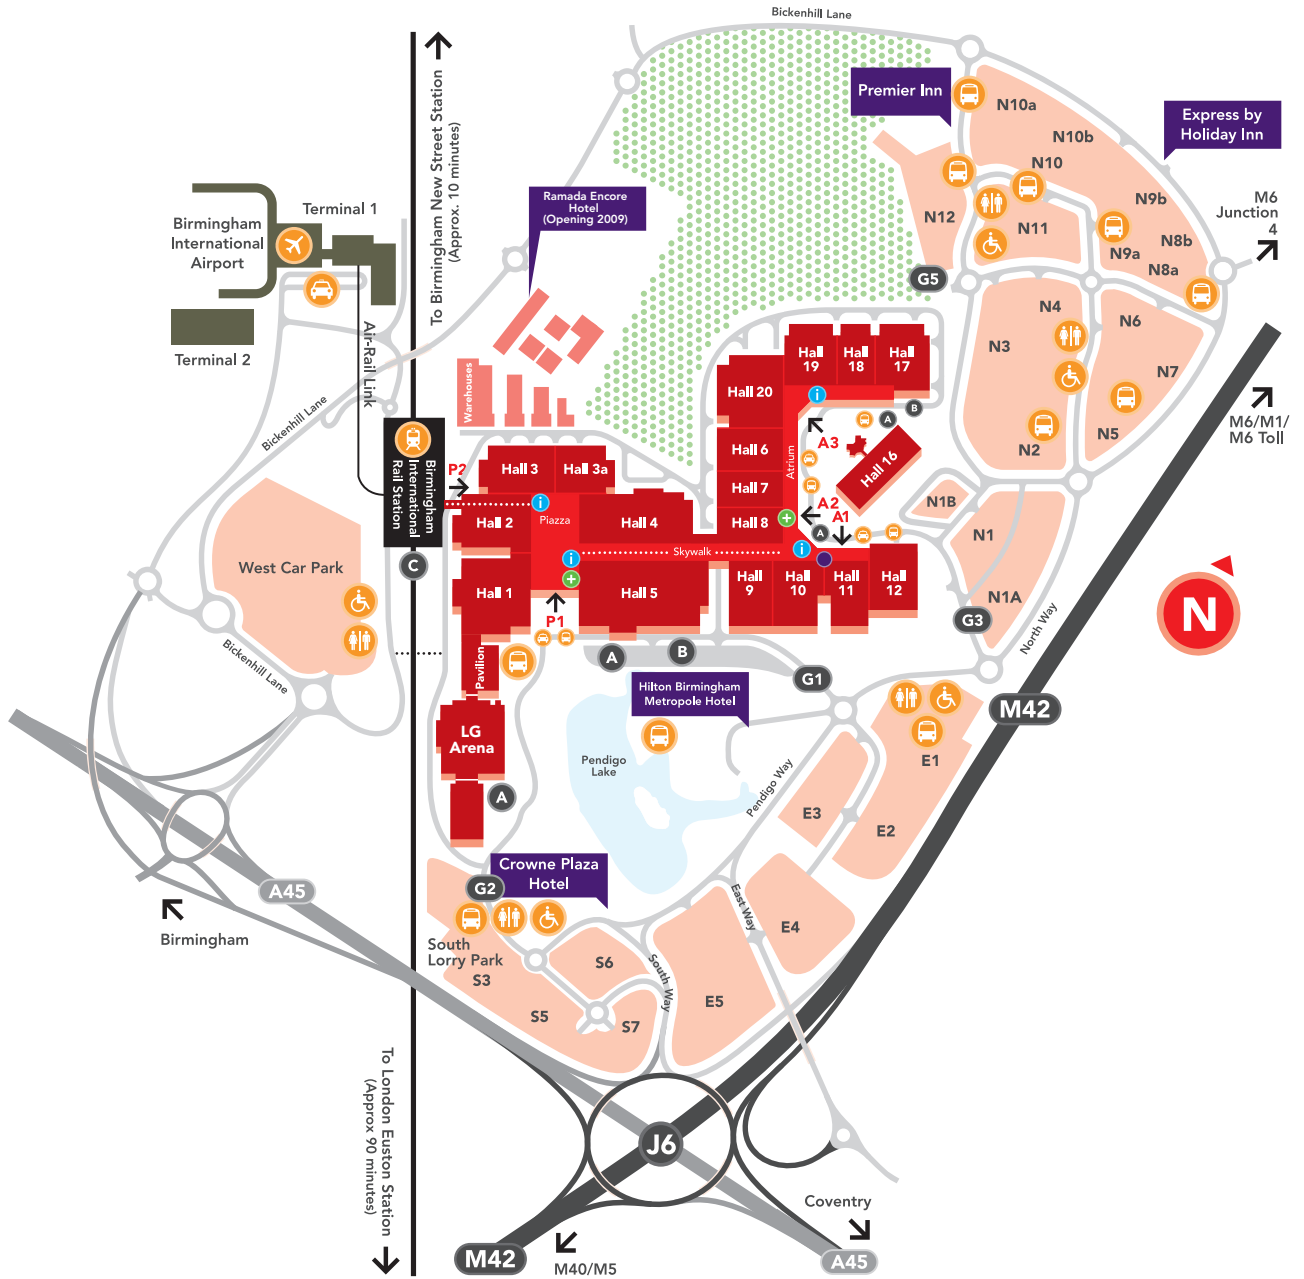 Bickenhill Lane
To Birmingham New Street Station
(Approx. 10 minutes)
Premier Inn
Express by
Holiday Inn
N10a
N10b
N10
N9b
N8b
N9a
N8a
N12
N11
G5
M6
Junction
4
Ramada Encore
Hotel
(Opening 2009)
Terminal 1
Birmingham
International
Airport
Terminal 2
Air-Rail Link
Bickenhill Lane
Warehouses
N4
N3
N6
N7
N5
N2
M6/M1/
M6 Toll
Hall
19
Hall
18
Hall
17
Hall 20
i
B
A
A3
Hall 16
Atrium
Hall 6
Hall 7
Hall 8
A2
A1
A
Birmingham
International
Rail Station
P2
Hall 3
Hall 3a
i
Piazza
Hall 2
Hall 4
Skywalk
i
i
Hall 1
Hall 5
Hall
9
Hall
10
Hall
11
Hall
12
P1
N1B
N1
N1A
G3
North Way
N
C
West Car Park
Bickenhill Lane
Pavilion
A
B
G1
Hilton Birmingham
Metropole Hotel
M42
LG
Arena
A
Pendigo
Lake
Pendigo Way
E1
E2
E3
E4
East Way
E5
Crowne Plaza
Hotel
G2
South
Lorry Park
S3
S5
S6
S7
South Way
A45
Birmingham
To London Euston Station
(Approx 90 minutes)
J6
Coventry
M42
M40/M5
A45